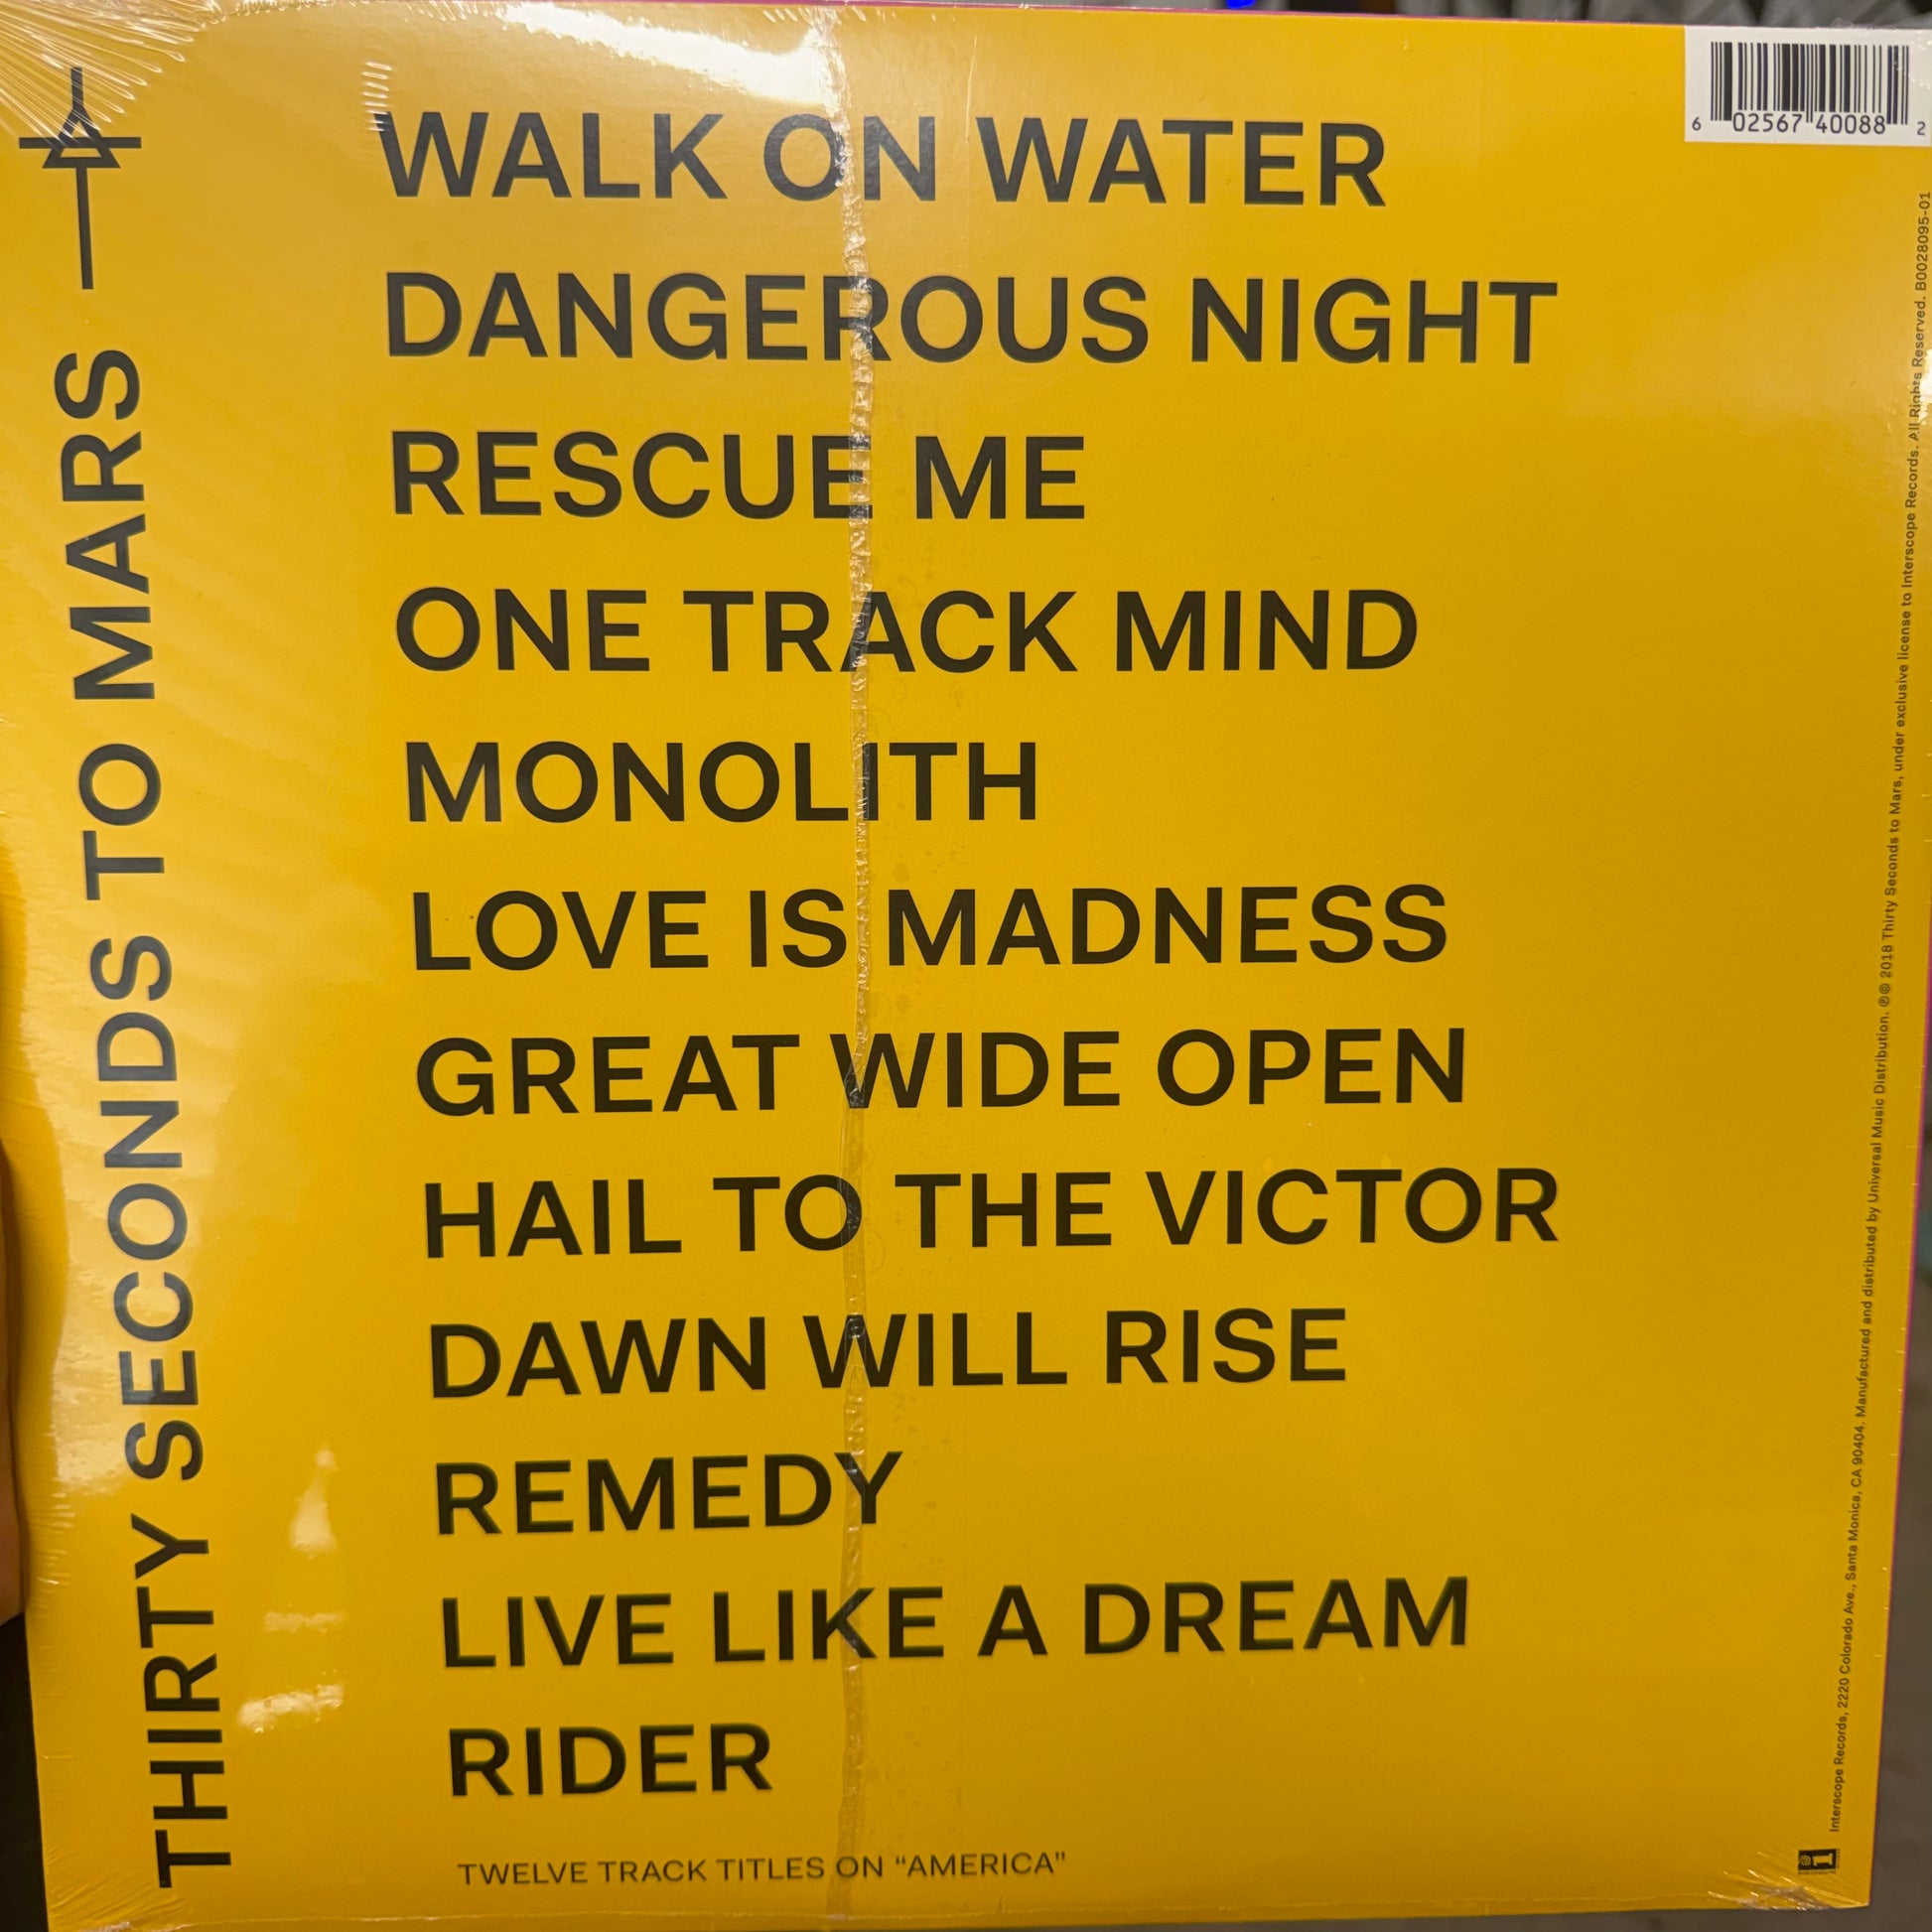 THIRTY SECONDS TO MARS
WALK ON WATER
DANGEROUS NIGHT
RESCUE ME
ONE TRACK MIND
MONOLITH
LOVE IS MADNESS
GREAT WIDE OPEN
HAIL TO THE VICTOR
DAWN WILL RISE
REMEDY
LIVE LIKE A DREAM
RIDER
TWELVE TRACK TITLES ON “AMERICA”
6 02567 40088 2
Interscope Records, 2220 Colorado Ave., Santa Monica, CA 90404. Manufactured and distributed by Universal Music Distribution. ℗© 2018 Thirty Seconds to Mars, under exclusive license to Interscope Records. All Rights Reserved. B0028095-01